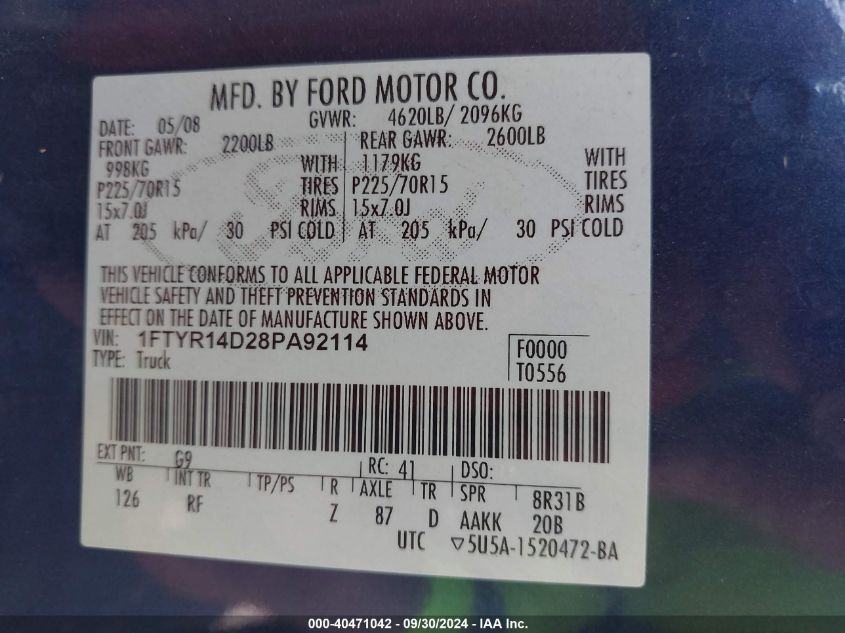 MFD. BY FORD MOTOR CO.
DATE: 05/08 GVWR: 4620LB/ 2096KG
FRONT GAWR: 2200LB REAR GAWR: 2600LB
998KG WITH 1179KG WITH
P225/70R15 TIRES P225/70R15 TIRES
15x7.0J RIMS 15x7.0J RIMS
AT 205 kPa/ 30 PSI COLD AT 205 kPa/ 30 PSI COLD
THIS VEHICLE CONFORMS TO ALL APPLICABLE FEDERAL MOTOR
VEHICLE SAFETY AND THEFT PREVENTION STANDARDS IN
EFFECT ON THE DATE OF MANUFACTURE SHOWN ABOVE.
VIN: 1FTYR14D28PA92114 F0000
TYPE: Truck T0556
EXT PNT: G9 RC: 41 DSO:
WB INT TR TP/PS R AXLE TR SPR 8R31B
126 RF Z 87 D AAKK 20B
UTC ▽5U5A-1520472-BA
000-40471042 / 09/30/2024 - IAA Inc.